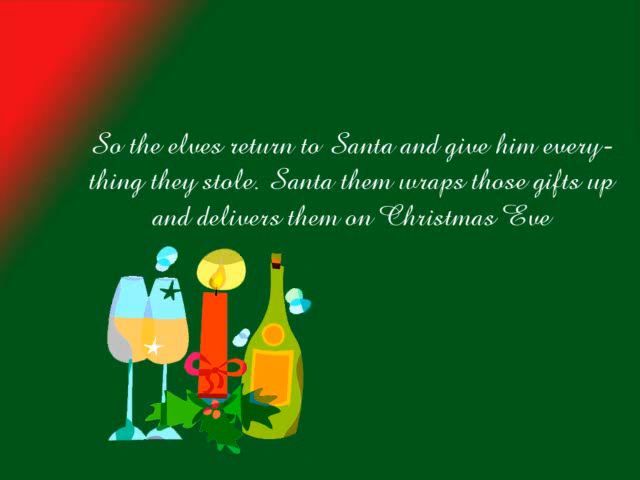 So the elves return to Santa and give him every-
thing they stole. Santa them wraps those gifts up
and delivers them on Christmas Eve